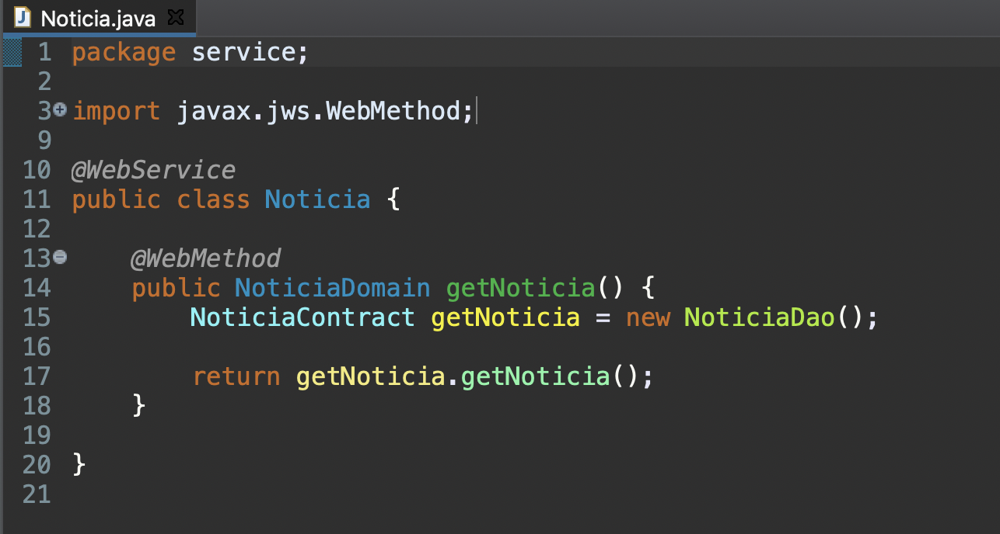 Noticia.java
1 package service;
2
3 import javax.jws.WebMethod;
9
10 @WebService
11 public class Noticia {
12
13     @WebMethod
14     public NoticiaDomain getNoticia() {
15         NoticiaContract getNoticia = new NoticiaDao();
16
17         return getNoticia.getNoticia();
18     }
19
20 }
21